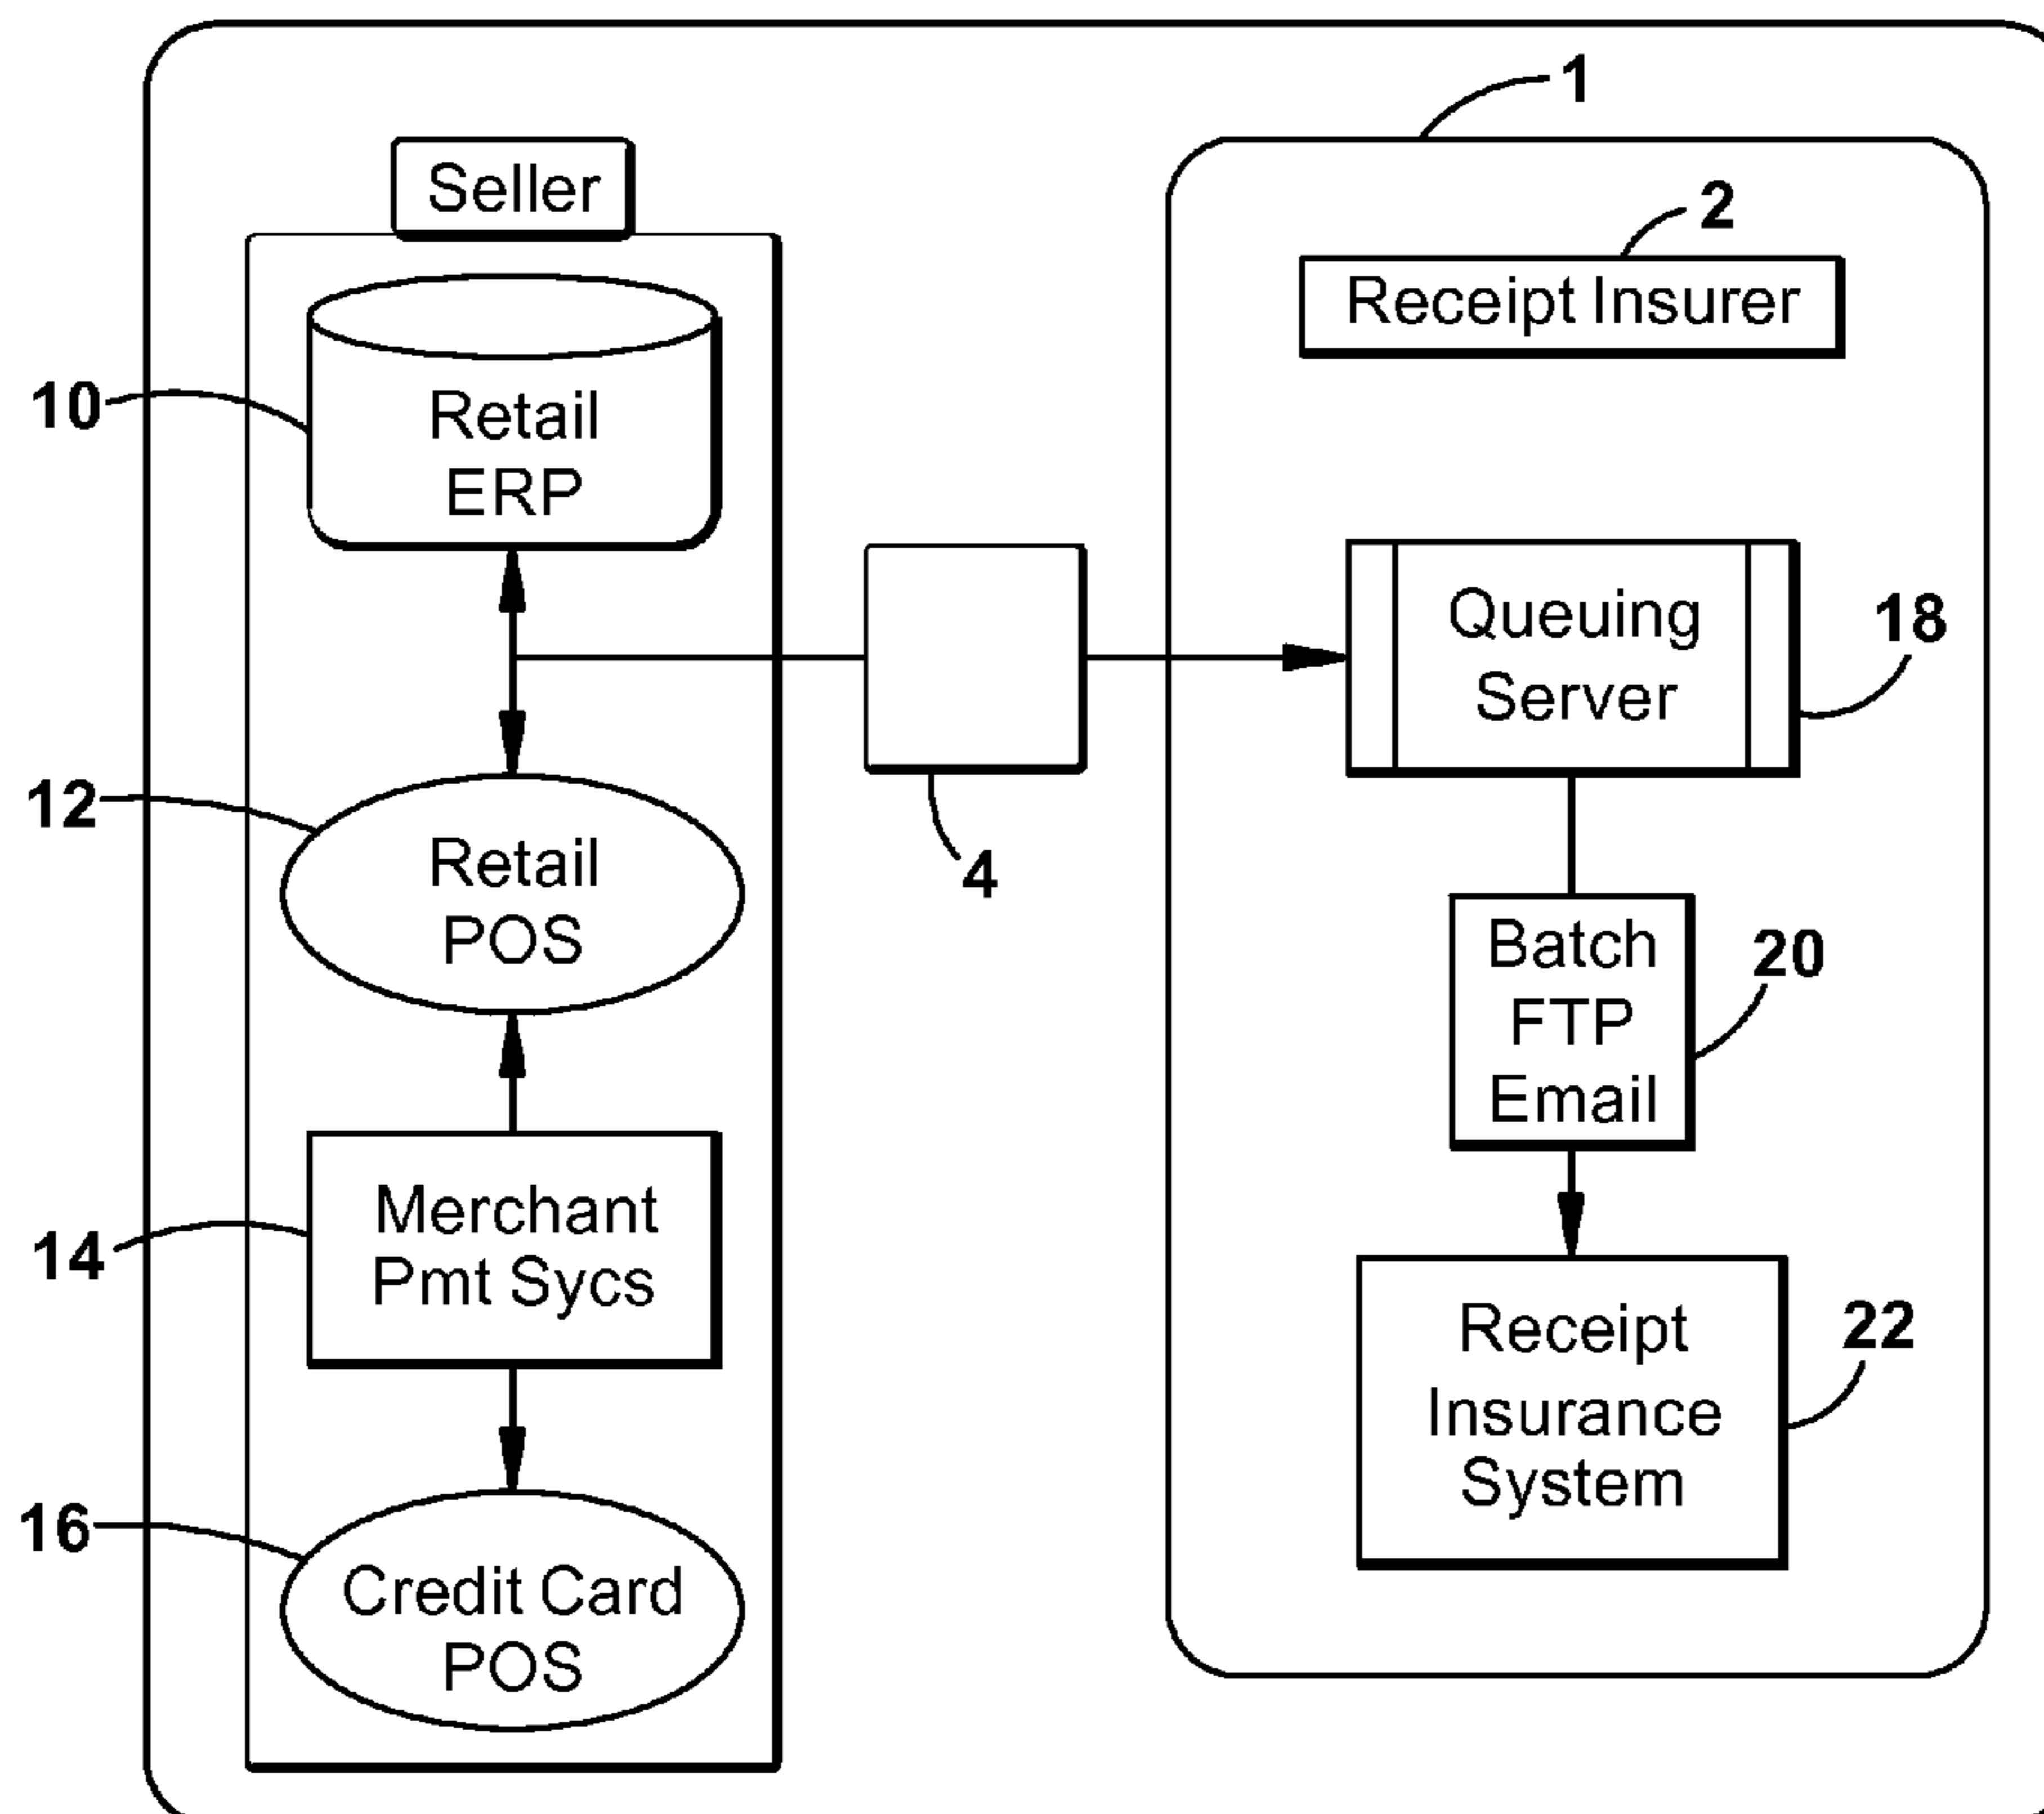 1
Seller
2
Receipt Insurer
10
Retail
ERP
Queuing
Server
18
12
Retail
POS
4
Batch
FTP
Email
20
14
Merchant
Pmt Sycs
Receipt
Insurance
System
22
16
Credit Card
POS